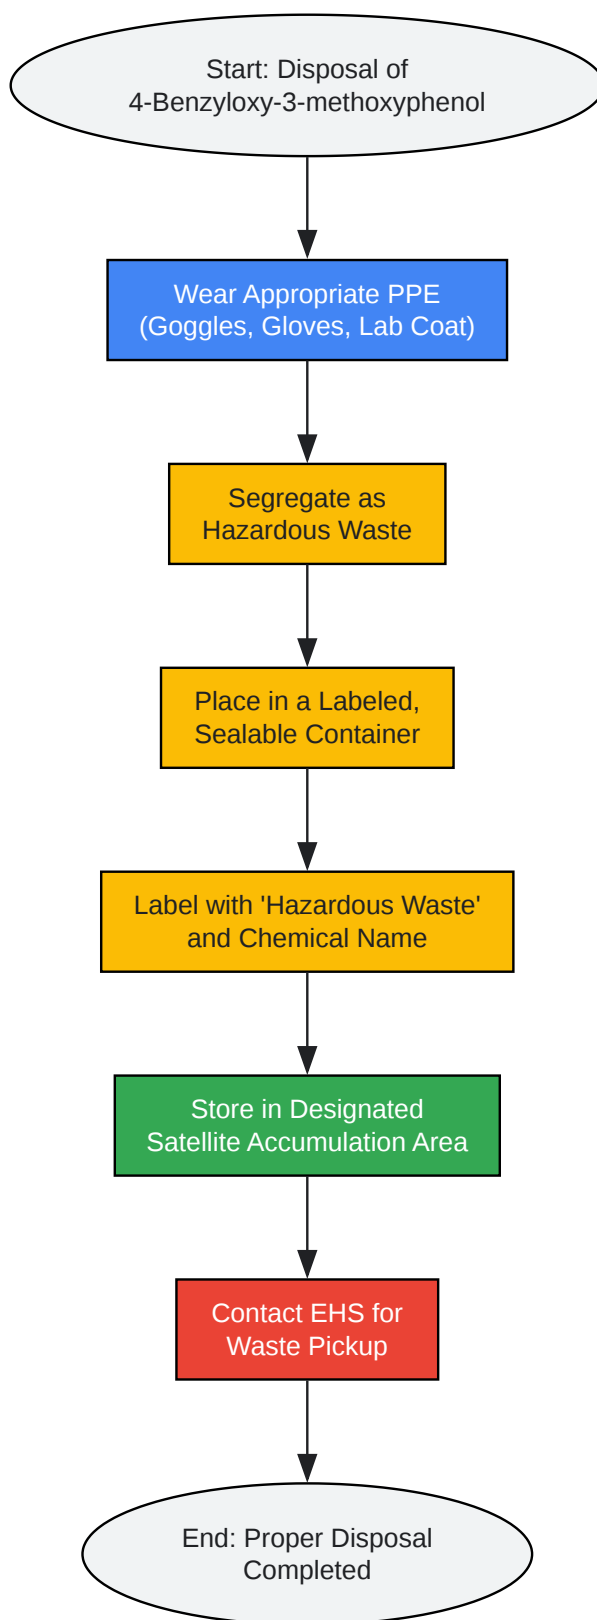 Start: Disposal of
4-Benzyloxy-3-methoxyphenol
Wear Appropriate PPE
(Goggles, Gloves, Lab Coat)
Segregate as
Hazardous Waste
Place in a Labeled,
Sealable Container
Label with 'Hazardous Waste'
and Chemical Name
Store in Designated
Satellite Accumulation Area
Contact EHS for
Waste Pickup
End: Proper Disposal
Completed